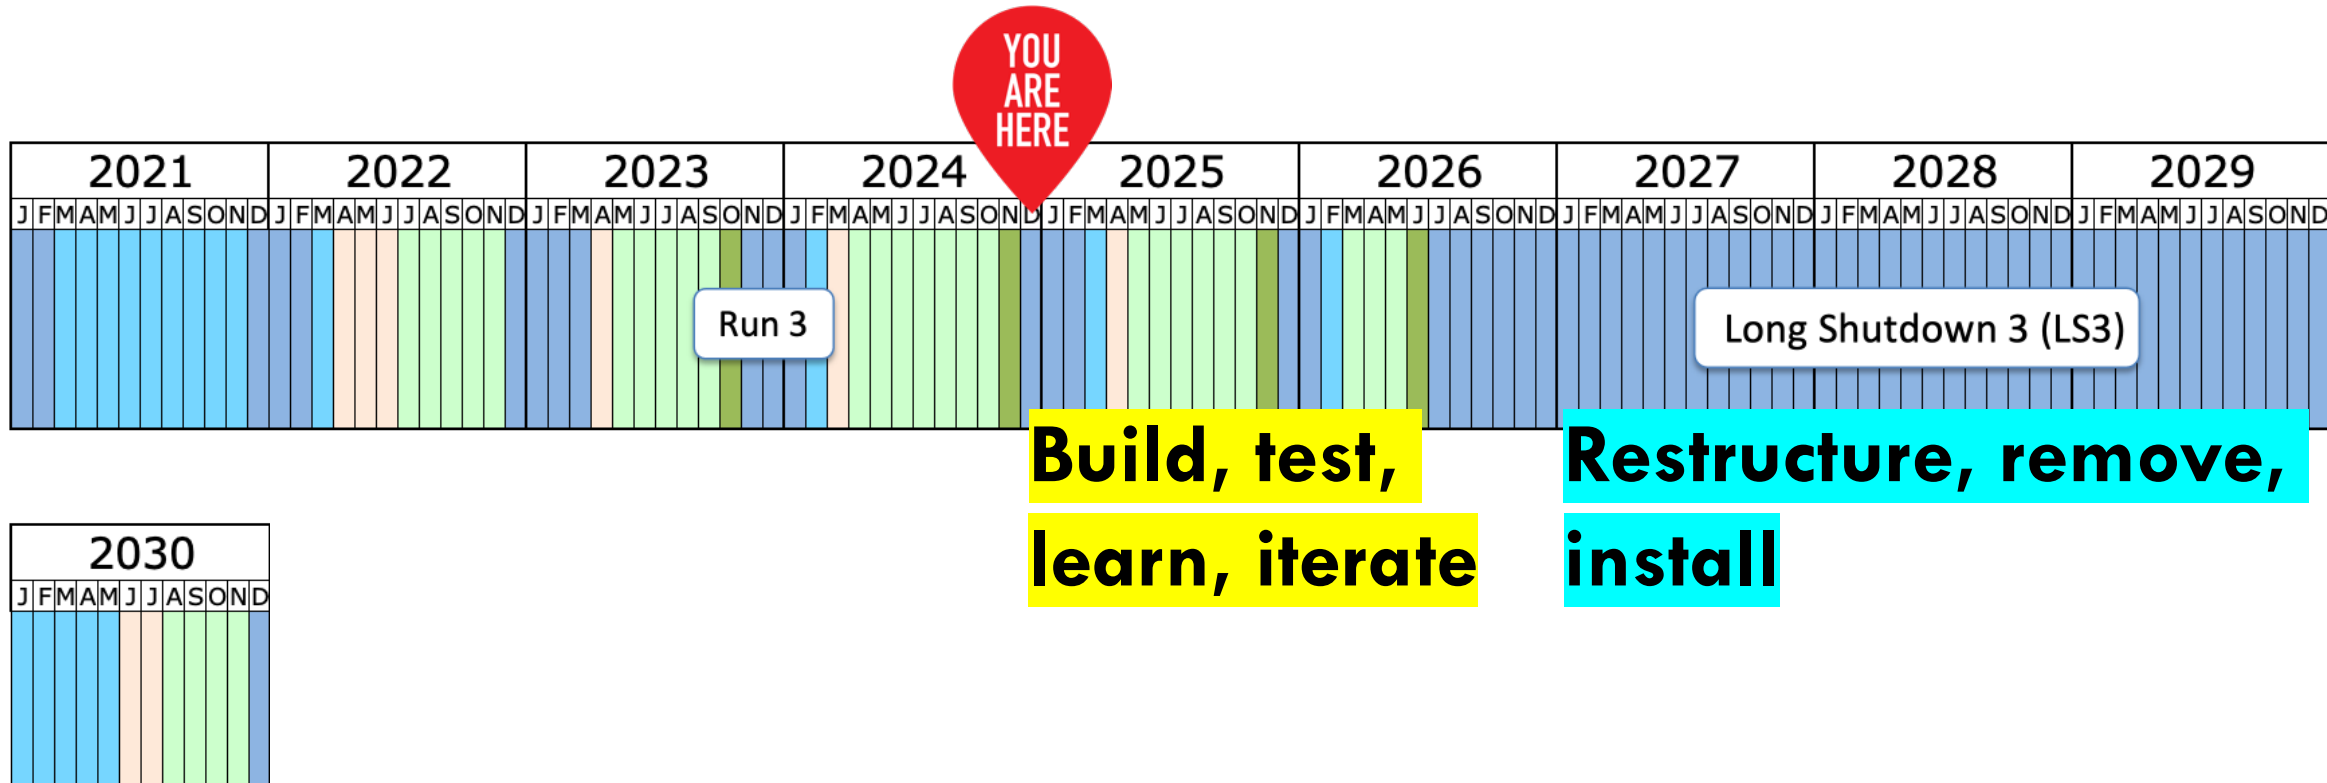 YOU
ARE
HERE
2021 2022 2023 2024 2025 2026 2027 2028 2029
J F M A M J J A S O N D J F M A M J J A S O N D J F M A M J J A S O N D J F M A M J J A S O N D J F M A M J J A S O N D J F M A M J J A S O N D J F M A M J J A S O N D J F M A M J J A S O N D J F M A M J J A S O N D
Run 3
Long Shutdown 3 (LS3)
Build, test,
learn, iterate
Restructure, remove,
install
2030
J F M A M J J A S O N D